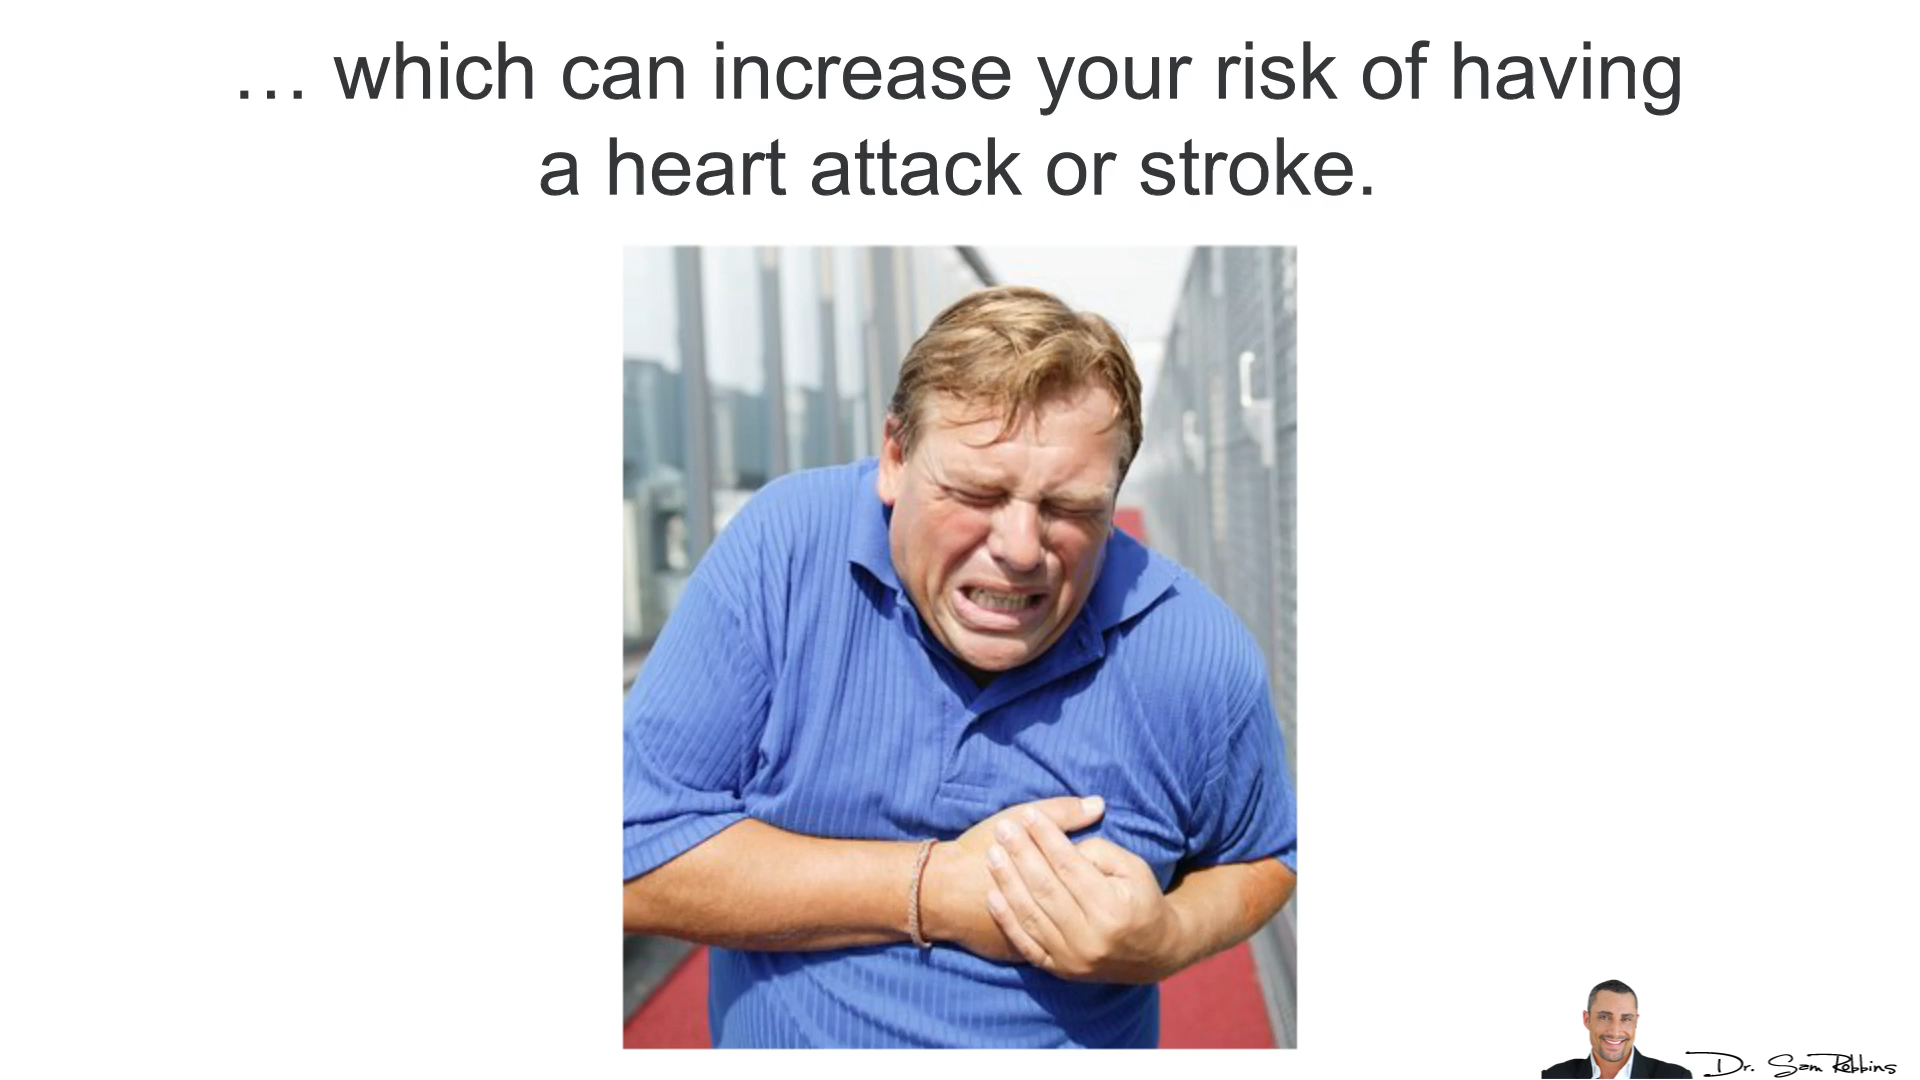 … which can increase your risk of having
a heart attack or stroke.
Dr. Sam Robbins